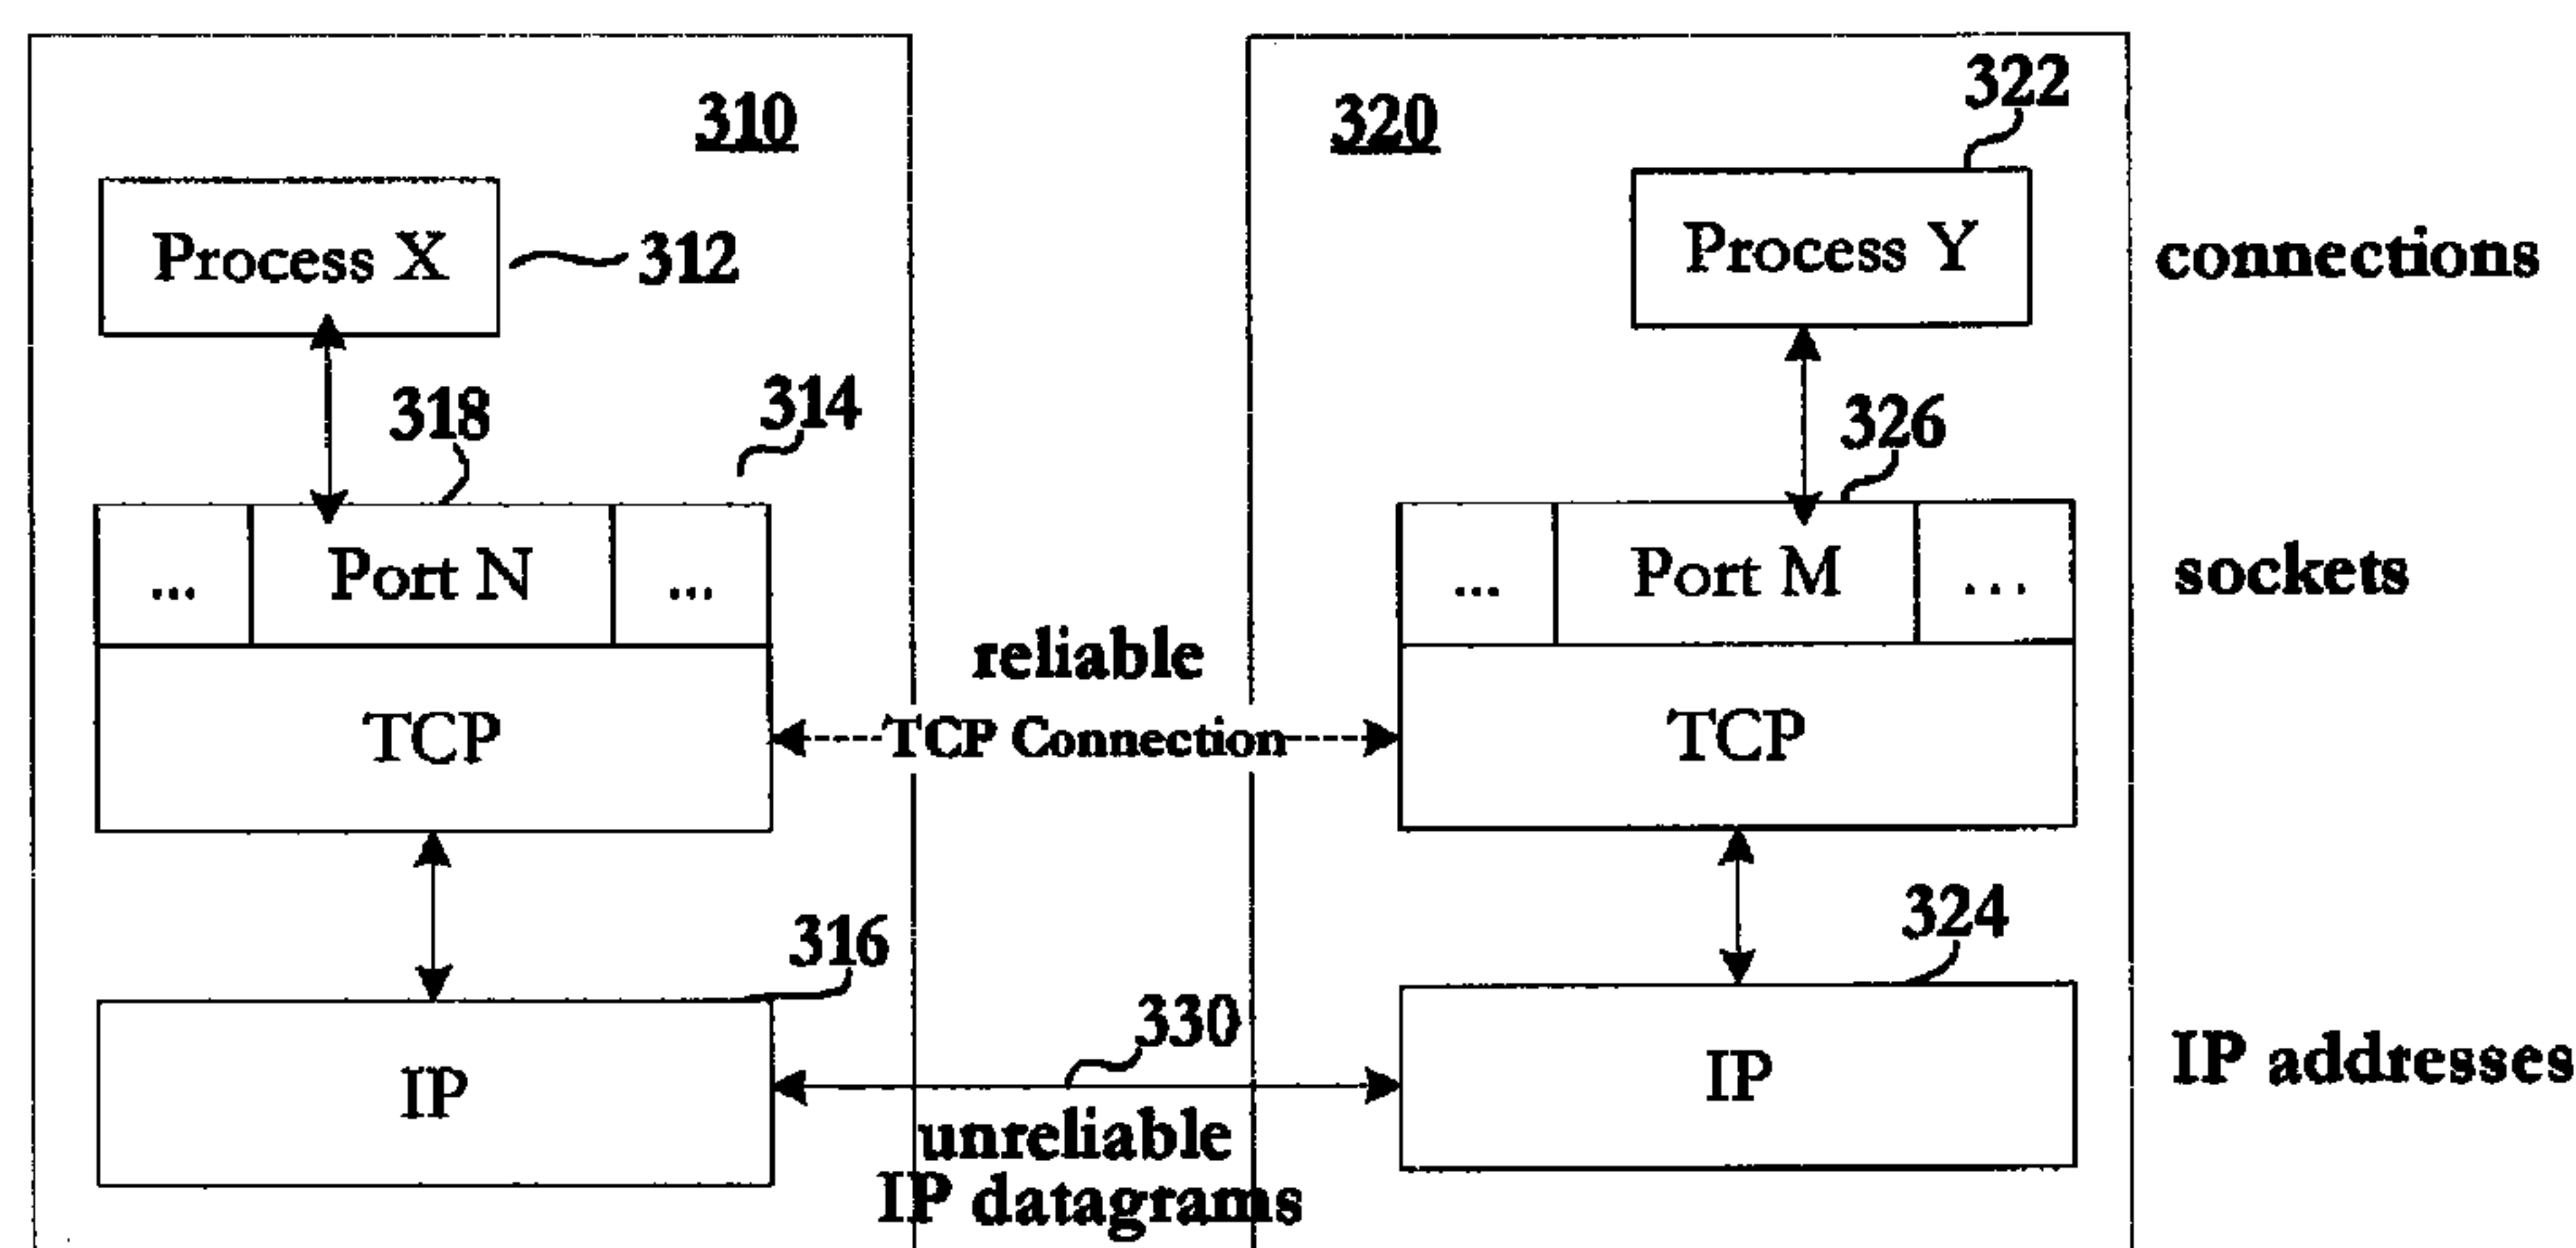 310
Process X
312
318
314
... Port N ...
TCP
316
IP
reliable
TCP Connection
330
unreliable
IP datagrams
320
322
Process Y
326
... Port M ...
TCP
324
IP
connections
sockets
IP addresses